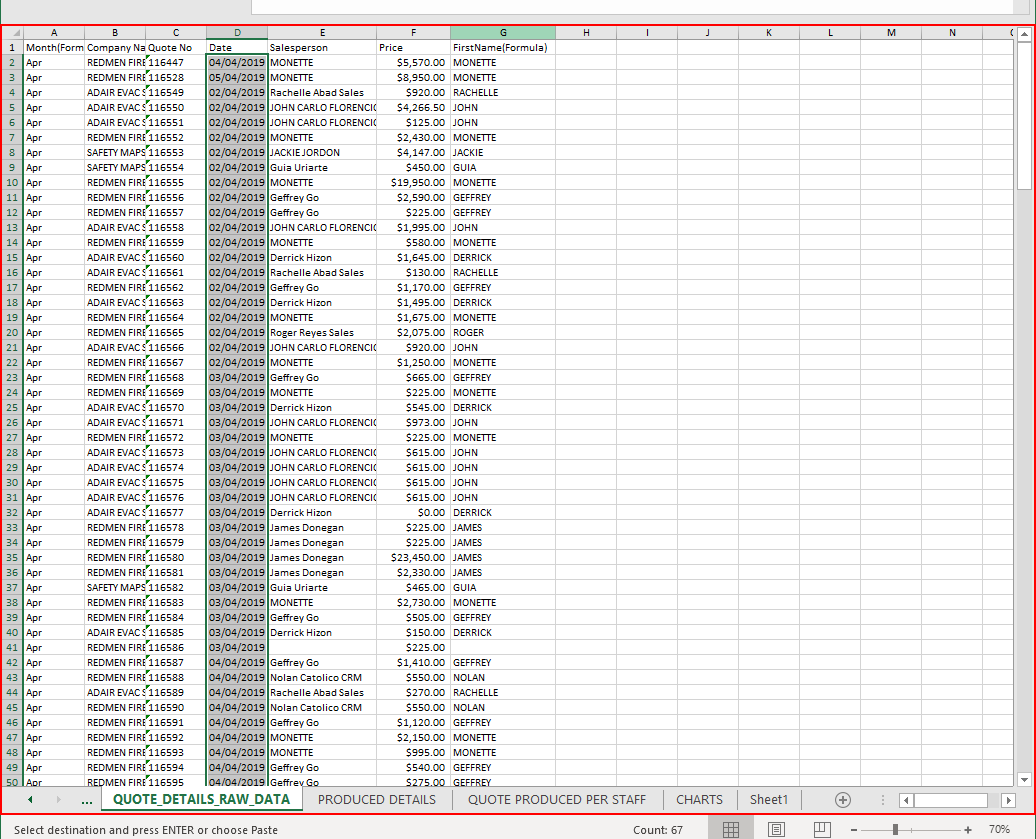 A B C D E F G H I J K L M N
1 Month(Form Company Na Quote No Date Salesperson Price FirstName(Formula)
2 Apr REDMEN FIRE 116447 04/04/2019 MONETTE $5,570.00 MONETTE
3 Apr REDMEN FIRE 116528 05/04/2019 MONETTE $8,950.00 MONETTE
4 Apr ADAIR EVAC S 116549 02/04/2019 Rachelle Abad Sales $920.00 RACHELLE
5 Apr ADAIR EVAC S 116550 02/04/2019 JOHN CARLO FLORENCIO $4,266.50 JOHN
6 Apr ADAIR EVAC S 116551 02/04/2019 JOHN CARLO FLORENCIO $125.00 JOHN
7 Apr REDMEN FIRE 116552 02/04/2019 MONETTE $2,430.00 MONETTE
8 Apr SAFETY MAPS 116553 02/04/2019 JACKIE JORDON $4,147.00 JACKIE
9 Apr SAFETY MAPS 116554 02/04/2019 Guia Uriarte $450.00 GUIA
10 Apr REDMEN FIRE 116555 02/04/2019 MONETTE $19,950.00 MONETTE
11 Apr REDMEN FIRE 116556 02/04/2019 Geffrey Go $2,590.00 GEFFREY
12 Apr REDMEN FIRE 116557 02/04/2019 Geffrey Go $225.00 GEFFREY
13 Apr ADAIR EVAC S 116558 02/04/2019 JOHN CARLO FLORENCIO $1,995.00 JOHN
14 Apr REDMEN FIRE 116559 02/04/2019 MONETTE $580.00 MONETTE
15 Apr ADAIR EVAC S 116560 02/04/2019 Derrick Hizon $1,645.00 DERRICK
16 Apr ADAIR EVAC S 116561 02/04/2019 Rachelle Abad Sales $130.00 RACHELLE
17 Apr REDMEN FIRE 116562 02/04/2019 Geffrey Go $1,170.00 GEFFREY
18 Apr ADAIR EVAC S 116563 02/04/2019 Derrick Hizon $1,495.00 DERRICK
19 Apr REDMEN FIRE 116564 02/04/2019 MONETTE $1,675.00 MONETTE
20 Apr REDMEN FIRE 116565 02/04/2019 Roger Reyes Sales $2,075.00 ROGER
21 Apr ADAIR EVAC S 116566 02/04/2019 JOHN CARLO FLORENCIO $920.00 JOHN
22 Apr REDMEN FIRE 116567 02/04/2019 MONETTE $1,250.00 MONETTE
23 Apr REDMEN FIRE 116568 03/04/2019 Geffrey Go $665.00 GEFFREY
24 Apr REDMEN FIRE 116569 03/04/2019 MONETTE $225.00 MONETTE
25 Apr ADAIR EVAC S 116570 03/04/2019 Derrick Hizon $545.00 DERRICK
26 Apr ADAIR EVAC S 116571 03/04/2019 JOHN CARLO FLORENCIO $973.00 JOHN
27 Apr REDMEN FIRE 116572 03/04/2019 MONETTE $225.00 MONETTE
28 Apr ADAIR EVAC S 116573 03/04/2019 JOHN CARLO FLORENCIO $615.00 JOHN
29 Apr ADAIR EVAC S 116574 03/04/2019 JOHN CARLO FLORENCIO $615.00 JOHN
30 Apr ADAIR EVAC S 116575 03/04/2019 JOHN CARLO FLORENCIO $615.00 JOHN
31 Apr ADAIR EVAC S 116576 03/04/2019 JOHN CARLO FLORENCIO $615.00 JOHN
32 Apr ADAIR EVAC S 116577 03/04/2019 Derrick Hizon $0.00 DERRICK
33 Apr REDMEN FIRE 116578 03/04/2019 James Donegan $225.00 JAMES
34 Apr REDMEN FIRE 116579 03/04/2019 James Donegan $225.00 JAMES
35 Apr REDMEN FIRE 116580 03/04/2019 James Donegan $23,450.00 JAMES
36 Apr REDMEN FIRE 116581 03/04/2019 James Donegan $2,330.00 JAMES
37 Apr SAFETY MAPS 116582 03/04/2019 Guia Uriarte $465.00 GUIA
38 Apr REDMEN FIRE 116583 03/04/2019 MONETTE $2,730.00 MONETTE
39 Apr REDMEN FIRE 116584 03/04/2019 Geffrey Go $505.00 GEFFREY
40 Apr ADAIR EVAC S 116585 03/04/2019 Derrick Hizon $150.00 DERRICK
41 Apr REDMEN FIRE 116586 03/04/2019 $225.00
42 Apr REDMEN FIRE 116587 04/04/2019 Geffrey Go $1,410.00 GEFFREY
43 Apr REDMEN FIRE 116588 04/04/2019 Nolan Catolico CRM $550.00 NOLAN
44 Apr ADAIR EVAC S 116589 04/04/2019 Rachelle Abad Sales $270.00 RACHELLE
45 Apr REDMEN FIRE 116590 04/04/2019 Nolan Catolico CRM $550.00 NOLAN
46 Apr REDMEN FIRE 116591 04/04/2019 Geffrey Go $1,120.00 GEFFREY
47 Apr REDMEN FIRE 116592 04/04/2019 MONETTE $2,150.00 MONETTE
48 Apr REDMEN FIRE 116593 04/04/2019 MONETTE $995.00 MONETTE
49 Apr REDMEN FIRE 116594 04/04/2019 Geffrey Go $540.00 GEFFREY
50 Apr REDMEN FIRE 116595 04/04/2019 Geffrey Go $275.00 GEFFREY
... QUOTE_DETAILS_RAW_DATA PRODUCED DETAILS QUOTE PRODUCED PER STAFF CHARTS Sheet1
Select destination and press ENTER or choose Paste Count: 67 70%